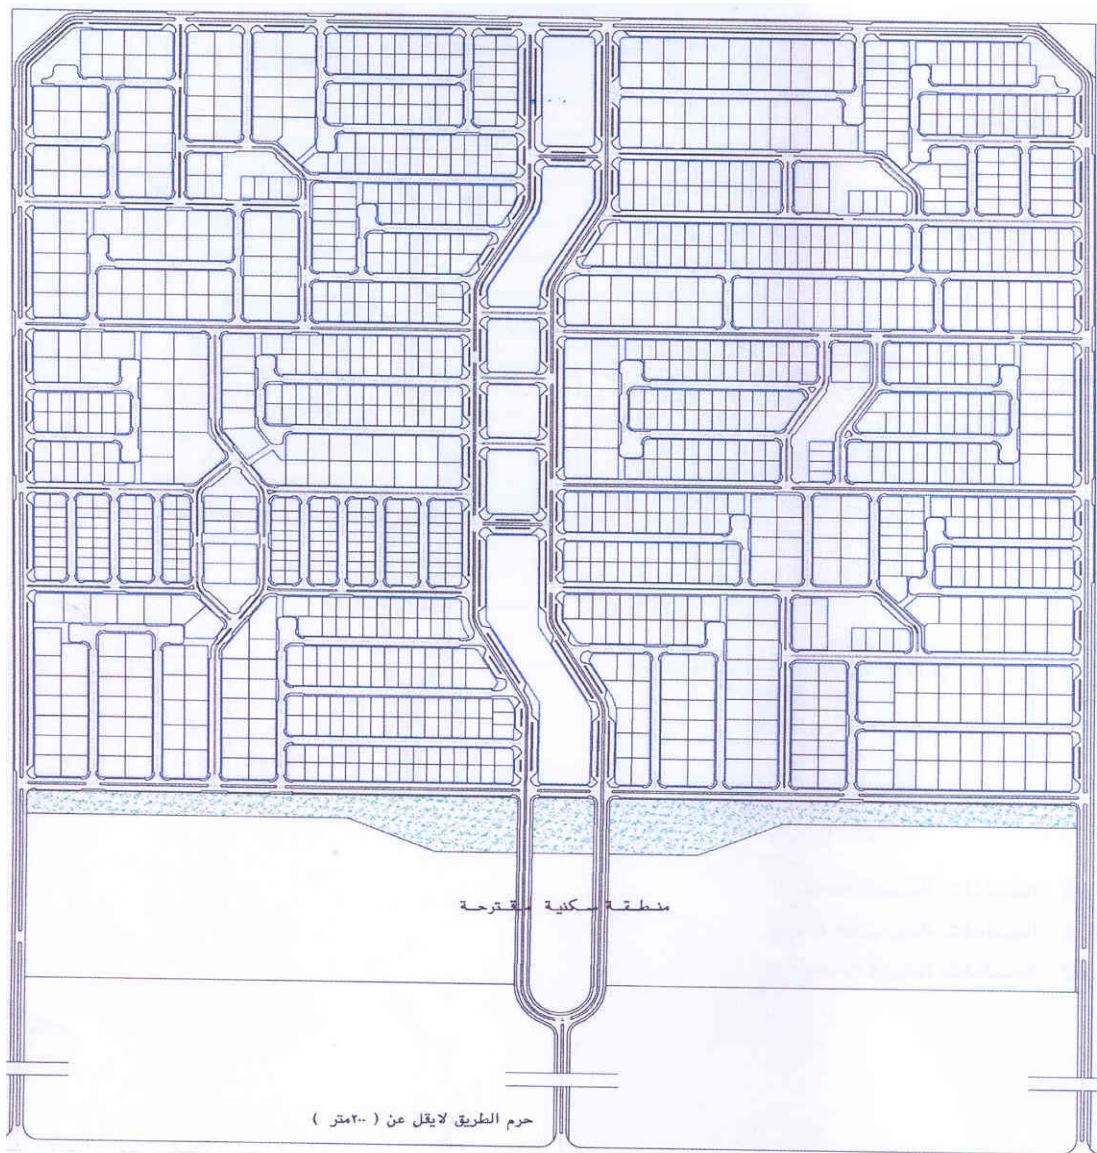 منطقة سكنية مقترحة
حرم الطريق لايقل عن ( ٢٠٠متر )